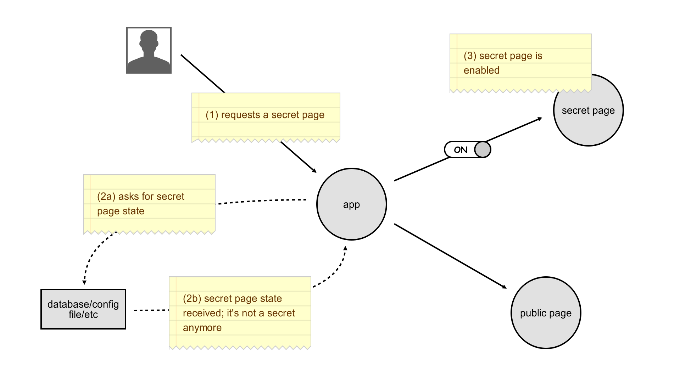 (1) requests a secret page
(2a) asks for secret
page state
database/config
file/etc
(2b) secret page state
received; it's not a secret
anymore
app
ON
(3) secret page is
enabled
secret page
public page